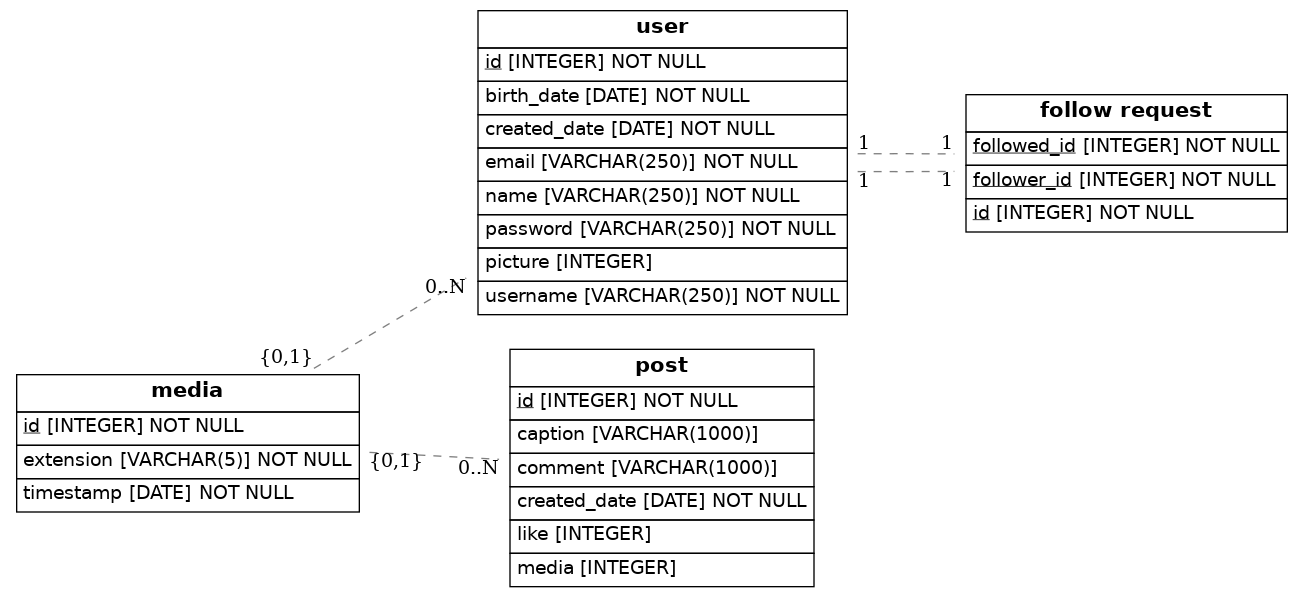 user
id [INTEGER] NOT NULL
birth_date [DATE] NOT NULL
created_date [DATE] NOT NULL
email [VARCHAR(250)] NOT NULL
name [VARCHAR(250)] NOT NULL
password [VARCHAR(250)] NOT NULL
picture [INTEGER]
username [VARCHAR(250)] NOT NULL
1
1
1
1
follow request
followed_id [INTEGER] NOT NULL
follower_id [INTEGER] NOT NULL
id [INTEGER] NOT NULL
0..N
{0,1}
media
id [INTEGER] NOT NULL
extension [VARCHAR(5)] NOT NULL
timestamp [DATE] NOT NULL
{0,1}
0..N
post
id [INTEGER] NOT NULL
caption [VARCHAR(1000)]
comment [VARCHAR(1000)]
created_date [DATE] NOT NULL
like [INTEGER]
media [INTEGER]